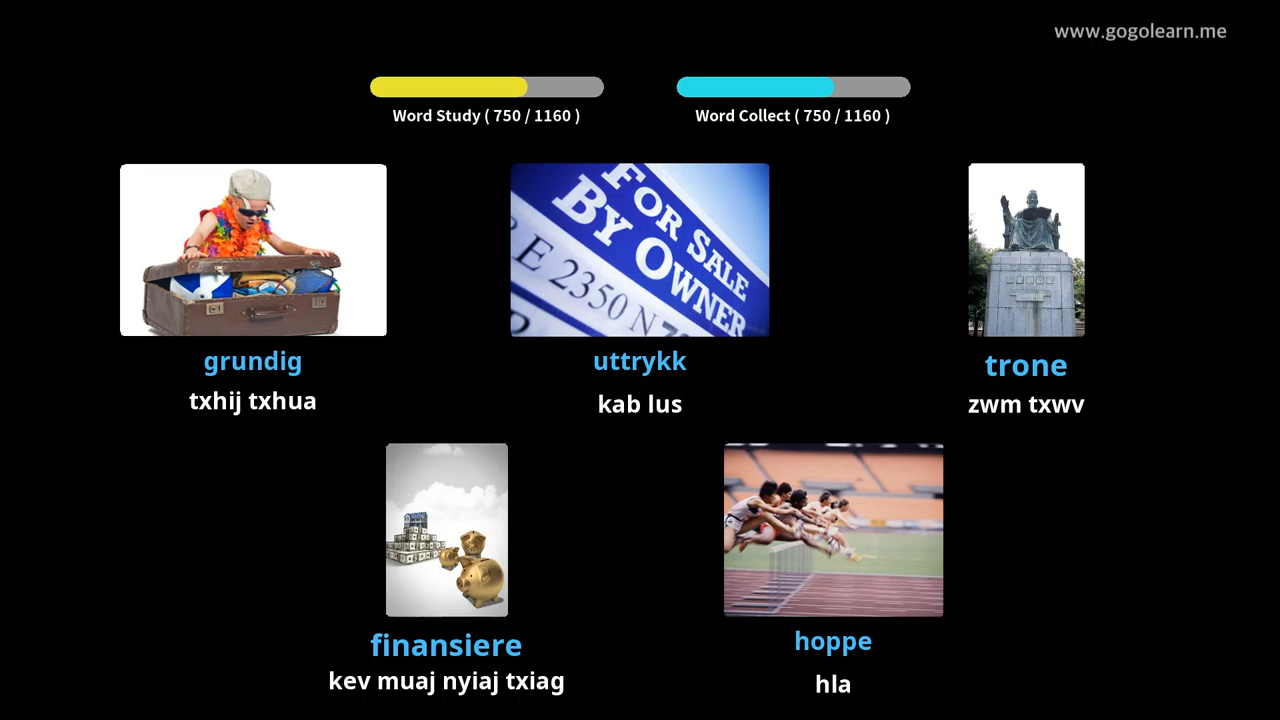 www.gogolearn.me
Word Study ( 750 / 1160 )
Word Collect ( 750 / 1160 )
FOR SALE
BY OWNER
E 2350 N
grundig
txhij txhua
uttrykk
kab lus
trone
zwm txwv
finansiere
kev muaj nyiaj txiag
hoppe
hla